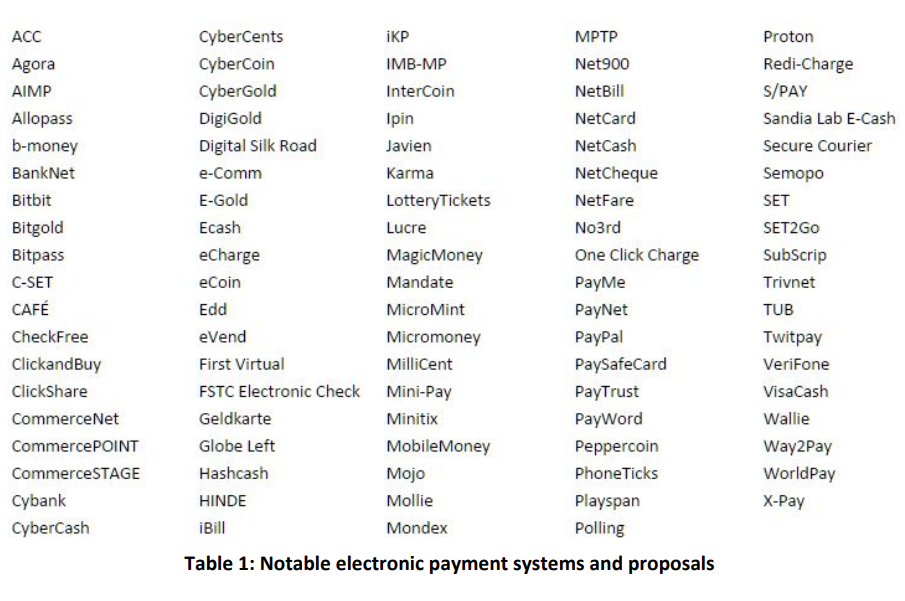 ACC CyberCents iKP MPTP Proton
Agora CyberCoin IMB-MP Net900 Redi-Charge
AIMP CyberGold InterCoin NetBill S/PAY
Allopass DigiGold Ipin NetCard Sandia Lab E-Cash
b-money Digital Silk Road Javien NetCash Secure Courier
BankNet e-Comm Karma NetCheque Semopo
Bitbit E-Gold LotteryTickets NetFare SET
Bitgold Ecash Lucre No3rd SET2Go
Bitpass eCharge MagicMoney One Click Charge SubScrip
C-SET eCoin Mandate PayMe Trivnet
CAFÉ Edd MicroMint PayNet TUB
CheckFree eVend Micromoney PayPal Twitpay
ClickandBuy First Virtual MilliCent PaySafeCard VeriFone
ClickShare FSTC Electronic Check Mini-Pay PayTrust VisaCash
CommerceNet Geldkarte Minitix PayWord Wallie
CommercePOINT Globe Left MobileMoney Peppercoin Way2Pay
CommerceSTAGE Hashcash Mojo PhoneTicks WorldPay
Cybank HINDE Mollie Playspan X-Pay
CyberCash iBill Mondex Polling
Table 1: Notable electronic payment systems and proposals